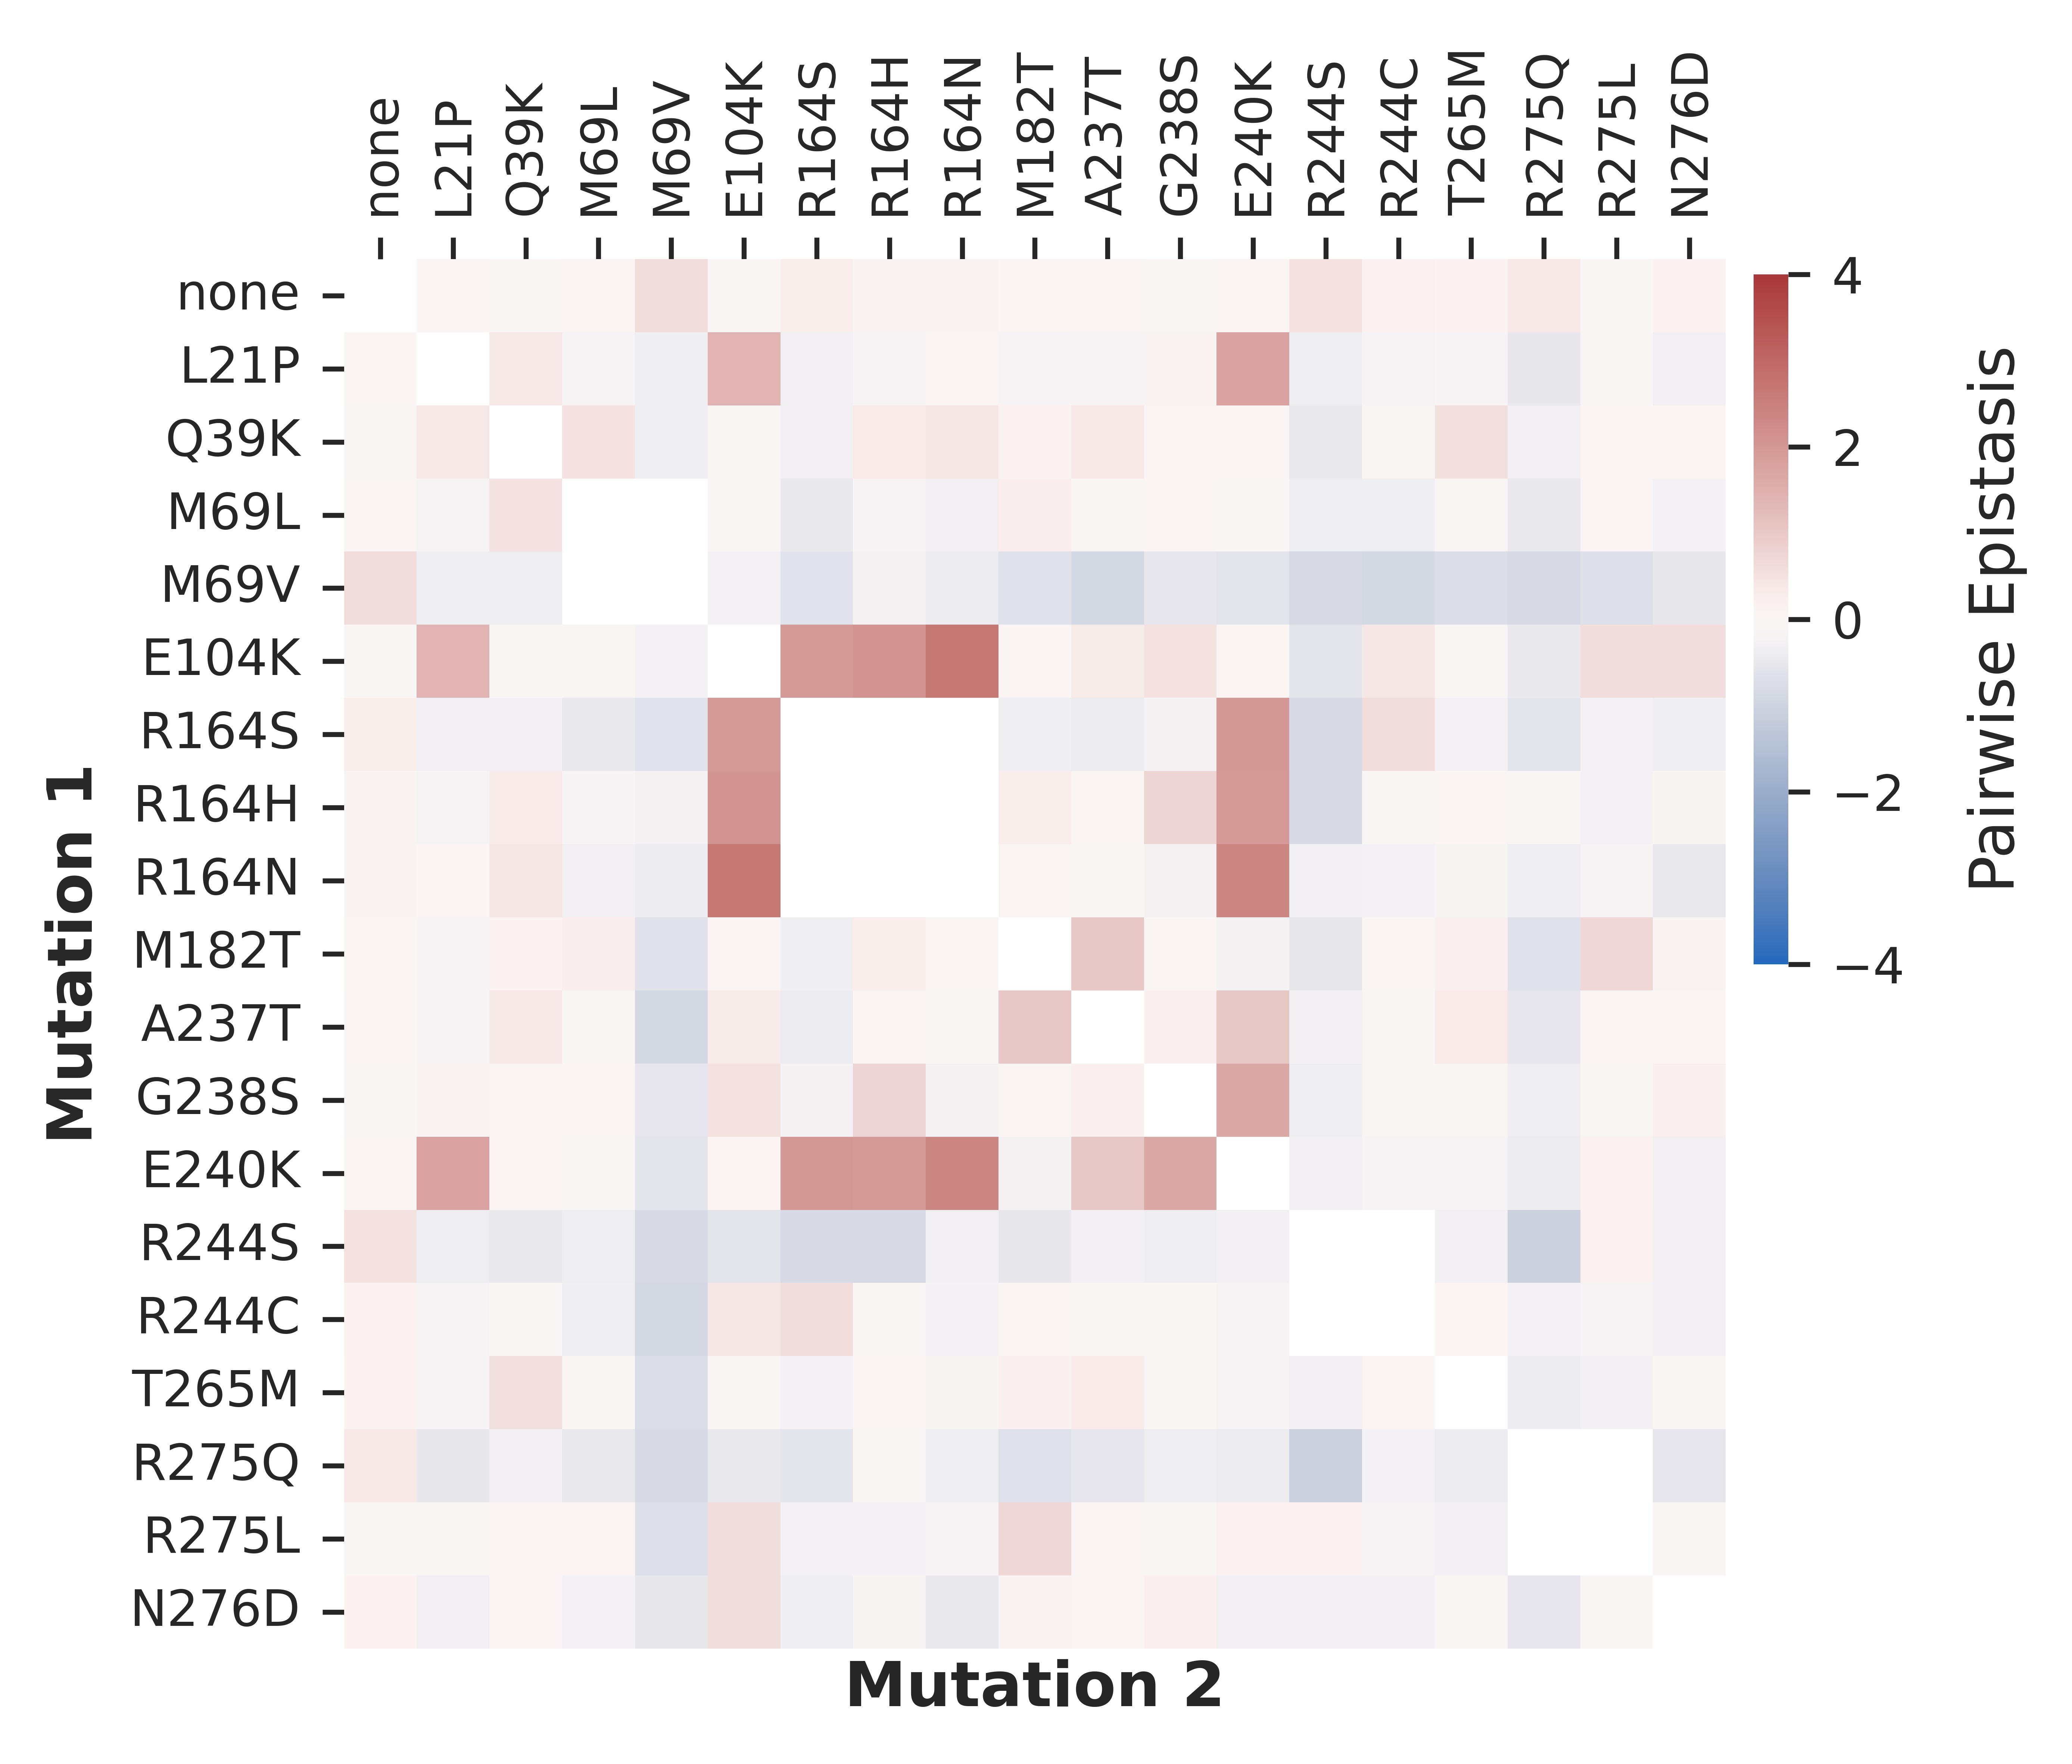 none
L21P
Q39K
M69L
M69V
E104K
R164S
R164H
R164N
M182T
A237T
G238S
E240K
R244S
R244C
T265M
R275Q
R275L
N276D
none
L21P
Q39K
M69L
M69V
E104K
R164S
R164H
R164N
M182T
A237T
G238S
E240K
R244S
R244C
T265M
R275Q
R275L
N276D
Mutation 1
Mutation 2
4
2
0
−2
−4
Pairwise Epistasis